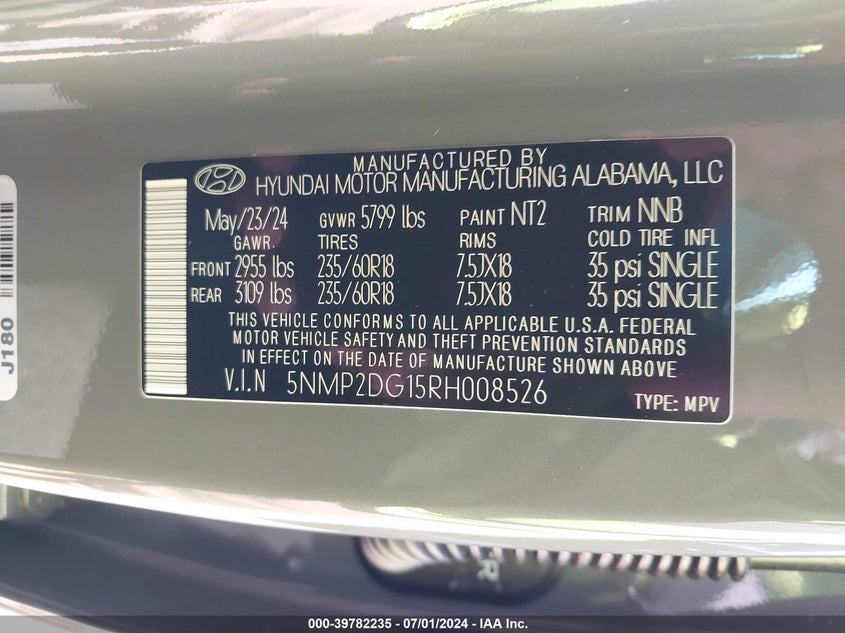 MANUFACTURED BY
HYUNDAI MOTOR MANUFACTURING ALABAMA, LLC
May/23/24 GVWR 5799 lbs PAINT NT2 TRIM NNB
GAWR. TIRES RIMS COLD TIRE INFL
FRONT 2955 lbs 235/60R18 7.5JX18 35 psi SINGLE
REAR 3109 lbs 235/60R18 7.5JX18 35 psi SINGLE
THIS VEHICLE CONFORMS TO ALL APPLICABLE U.S.A. FEDERAL
MOTOR VEHICLE SAFETY AND THEFT PREVENTION STANDARDS
IN EFFECT ON THE DATE OF MANUFACTURE SHOWN ABOVE
V.I.N 5NMP2DG15RH008526
TYPE: MPV
J180
R
000-39782235 - 07/01/2024 - IAA Inc.